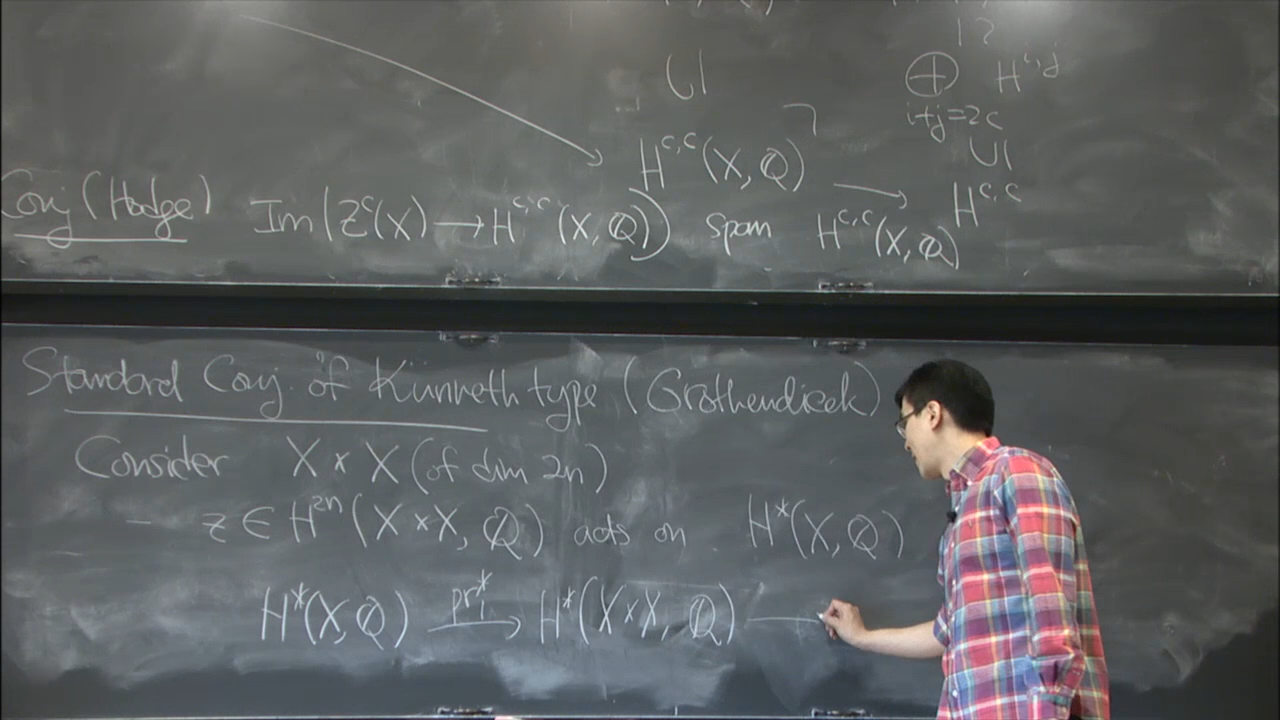 ⊕ H^{i,j}
i+j=2c
∪|
H^{c,c}(X, Q) → H^{c,c}
Conj (Hodge) Im(Z^c(X) → H^{c,c}(X, Q)) span H^{c,c}(X, Q)
Standard Conj. of Künneth type (Grothendieck)
Consider X × X (of dim 2n)
- z ∈ H^{2n}(X × X, Q) acts on H*(X, Q)
H*(X, Q) \xrightarrow{pr_1^*} H*(X × X, Q) —